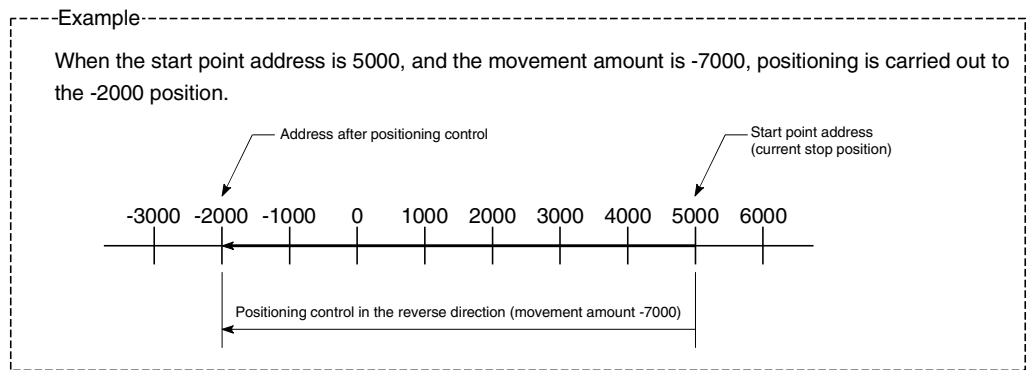 Example
When the start point address is 5000, and the movement amount is -7000, positioning is carried out to
the -2000 position.
Address after positioning control
Start point address
(current stop position)
-3000 -2000 -1000 0 1000 2000 3000 4000 5000 6000
Positioning control in the reverse direction (movement amount -7000)